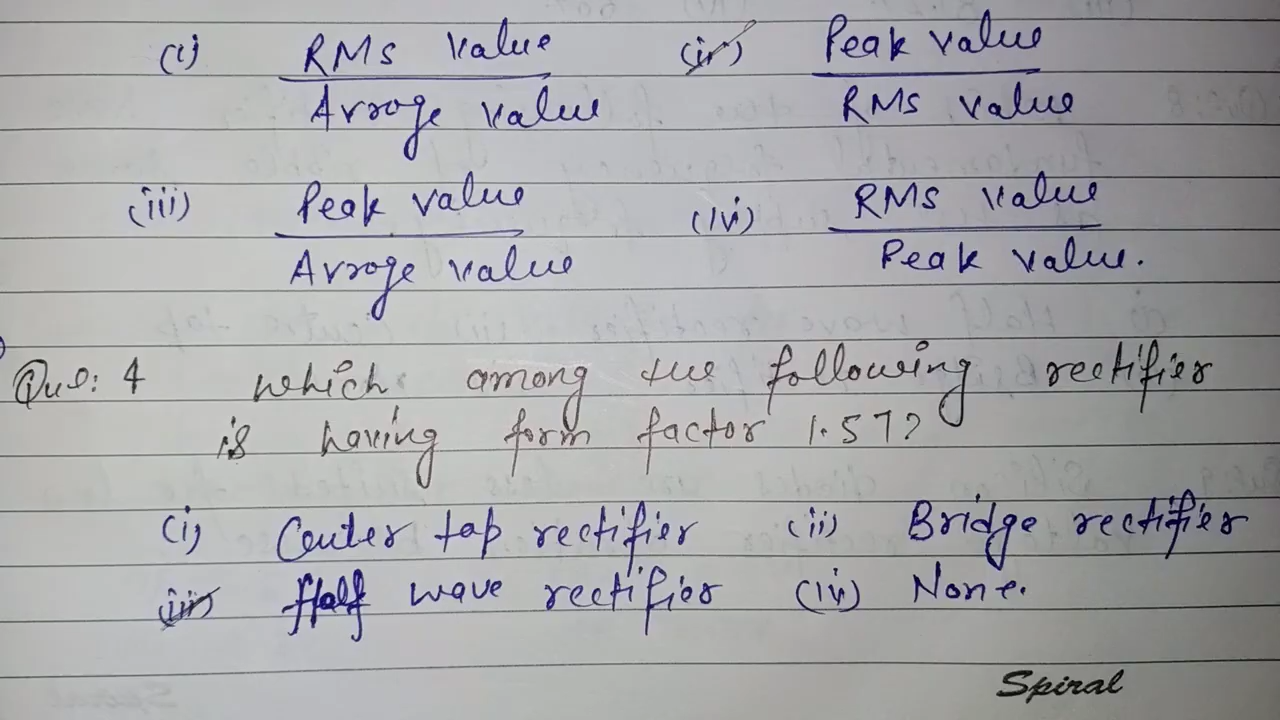 (i) RMS value (ii) Peak value
Avroge value RMS value
(iii) Peak value (iv) RMS value
Avroge value Peak value.
Que: 4 which among the following rectifier
is having form factor 1.57?
(i) Center tap rectifier (ii) Bridge rectifier
(iii) Half wave rectifier (iv) None.
Spiral